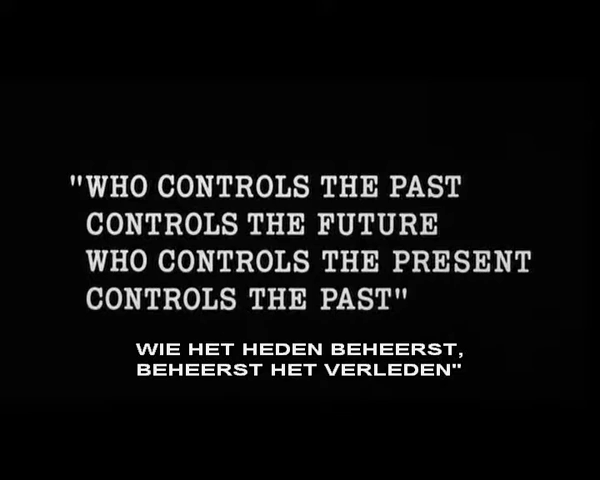 "WHO CONTROLS THE PAST
CONTROLS THE FUTURE
WHO CONTROLS THE PRESENT
CONTROLS THE PAST"
WIE HET HEDEN BEHEERST,
BEHEERST HET VERLEDEN"